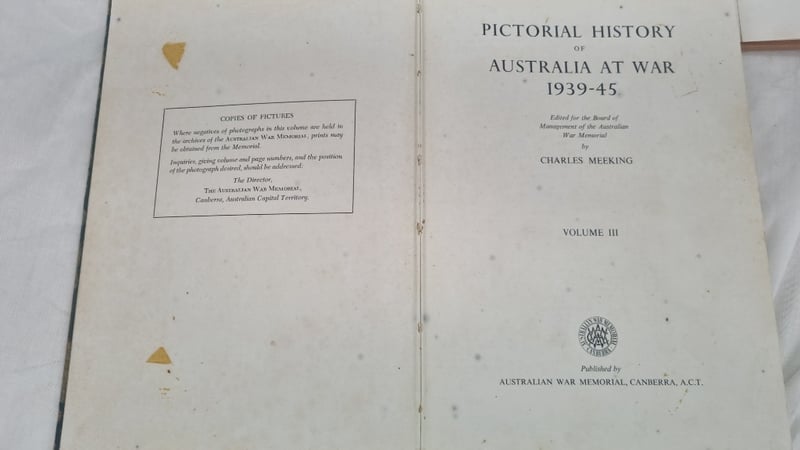 COPIES OF PICTURES
Where negatives of photographs in this volume are held in
the archives of the AUSTRALIAN WAR MEMORIAL, prints may
be obtained from the Memorial.
Inquiries, giving volume and page numbers, and the position
of the photograph desired, should be addressed:
The Director,
THE AUSTRALIAN WAR MEMORIAL,
Canberra, Australian Capital Territory.
PICTORIAL HISTORY
OF
AUSTRALIA AT WAR
1939-45
Edited for the Board of
Management of the Australian
War Memorial
by
CHARLES MEEKING
VOLUME III
AUSTRALIAN WAR MEMORIAL
CANBERRA
Published by
AUSTRALIAN WAR MEMORIAL, CANBERRA, A.C.T.